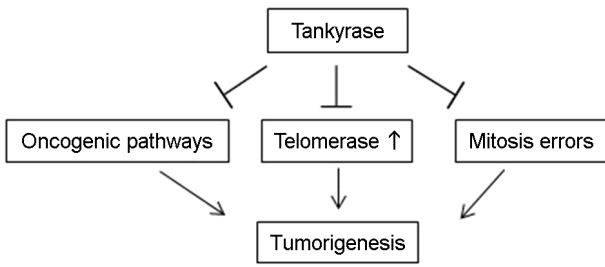 Tankyrase
Oncogenic pathways
Telomerase ↑
Mitosis errors
Tumorigenesis